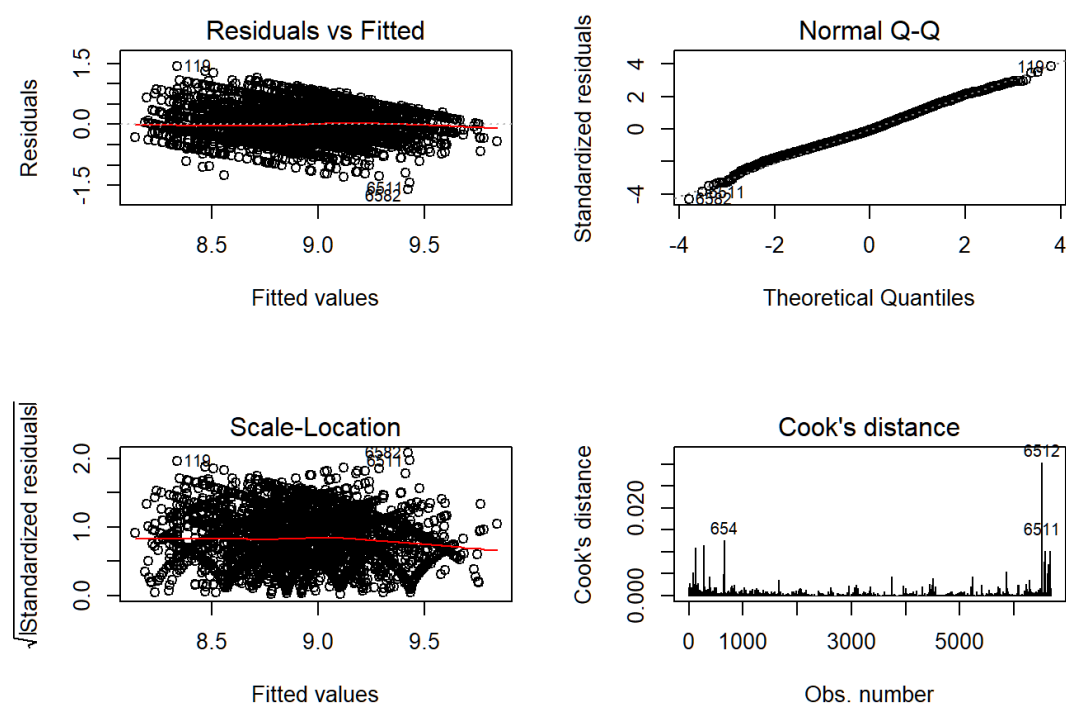 Residuals vs Fitted
Residuals
1.5
0.0
-1.5
119
6511
6582
8.5 9.0 9.5
Fitted values
Normal Q-Q
Standardized residuals
4
2
0
-4
119
6511
6582
-4 -2 0 2 4
Theoretical Quantiles
Scale-Location
√|Standardized residuals|
2.0
1.0
0.0
119
6582
6511
8.5 9.0 9.5
Fitted values
Cook's distance
Cook's distance
0.020
0.000
6512
654
6511
0 1000 3000 5000
Obs. number